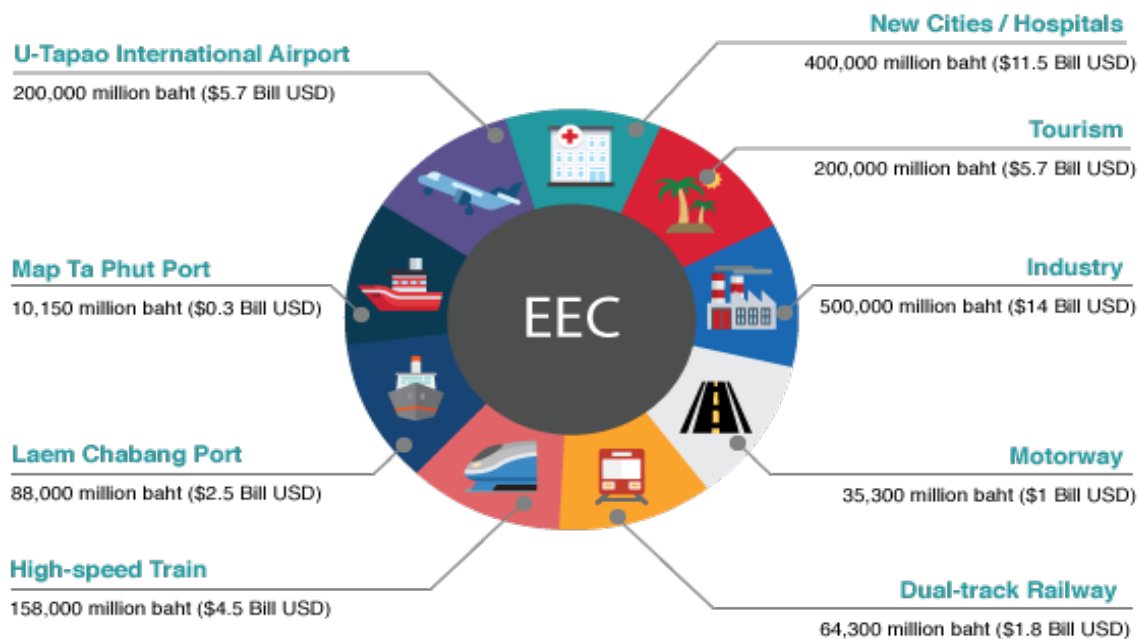 U-Tapao International Airport
200,000 million baht ($5.7 Bill USD)
New Cities / Hospitals
400,000 million baht ($11.5 Bill USD)
Tourism
200,000 million baht ($5.7 Bill USD)
Map Ta Phut Port
10,150 million baht ($0.3 Bill USD)
Industry
500,000 million baht ($14 Bill USD)
EEC
Laem Chabang Port
88,000 million baht ($2.5 Bill USD)
Motorway
35,300 million baht ($1 Bill USD)
High-speed Train
158,000 million baht ($4.5 Bill USD)
Dual-track Railway
64,300 million baht ($1.8 Bill USD)